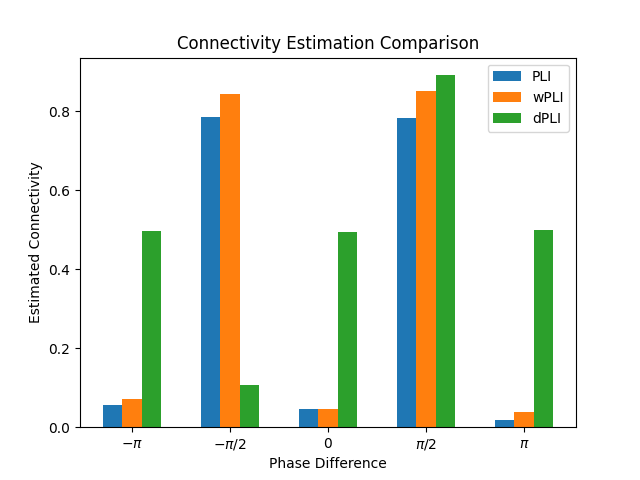 Connectivity Estimation Comparison
PLI
wPLI
dPLI
Estimated Connectivity
0.8
0.6
0.4
0.2
0.0
−π
−π/2
0
π/2
π
Phase Difference